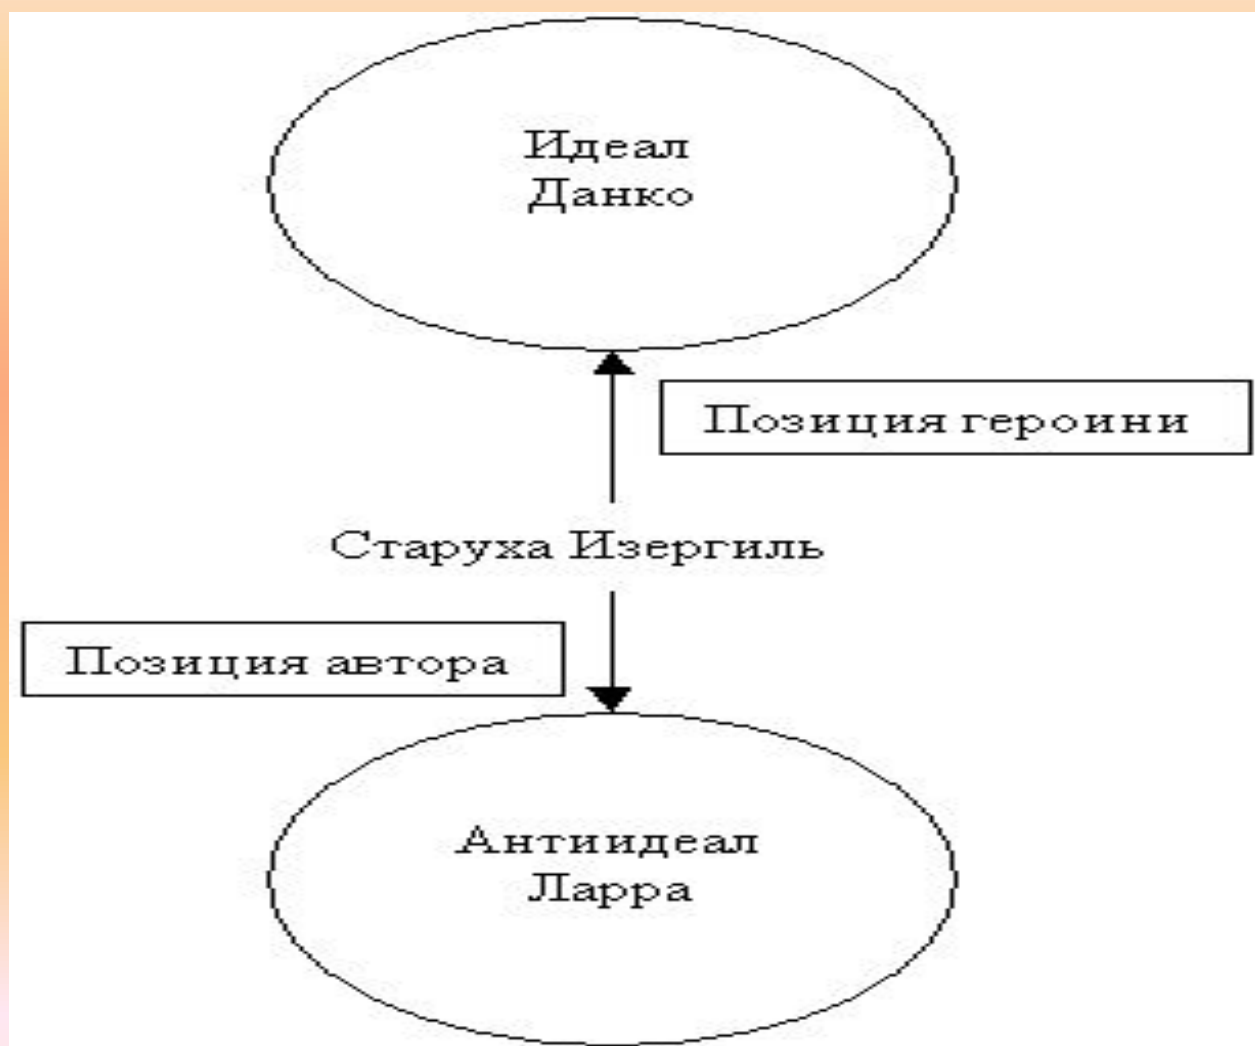 Идеал
Данко
Позиция героини
Старуха Изергиль
Позиция автора
Антиидеал
Ларра